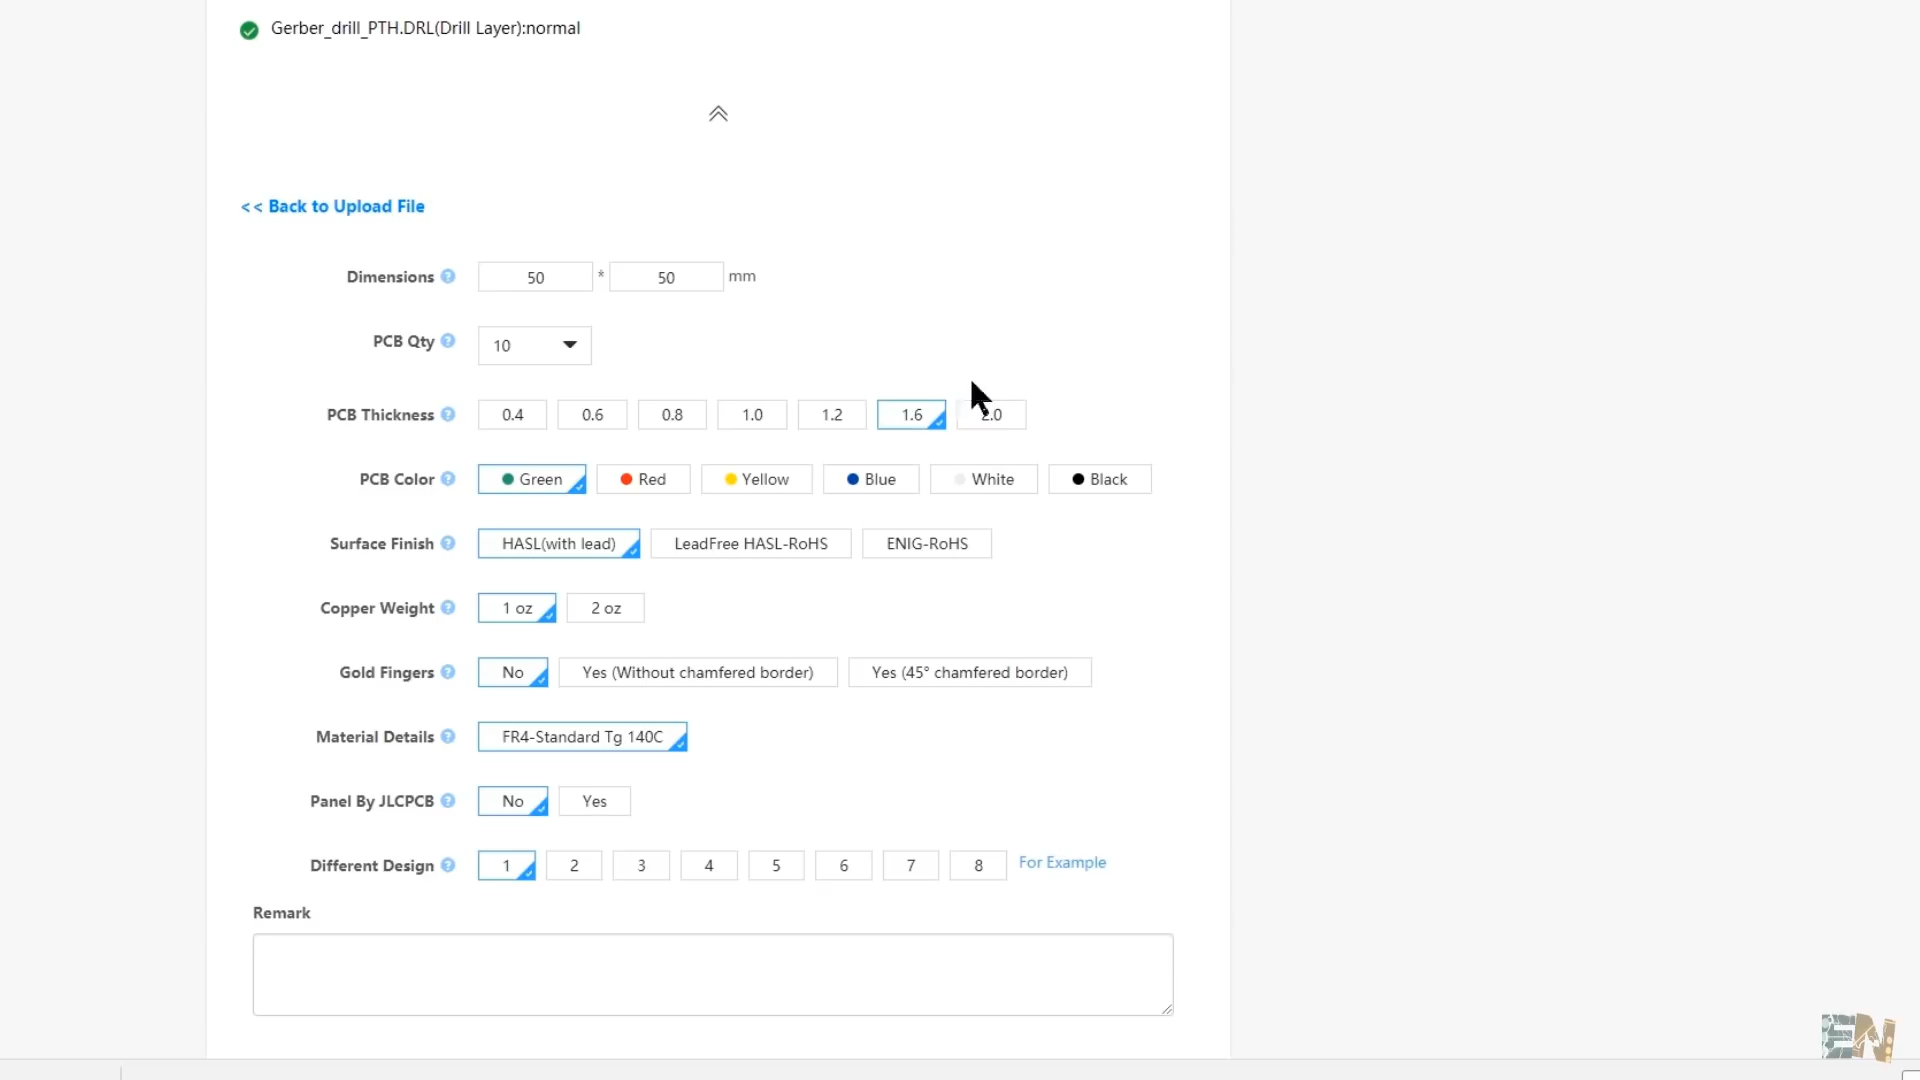 Gerber_drill_PTH.DRL(Drill Layer):normal
<< Back to Upload File
Dimensions ? 50 * 50 mm
PCB Qty ? 10
PCB Thickness ? 0.4 0.6 0.8 1.0 1.2 1.6 2.0
PCB Color ? Green Red Yellow Blue White Black
Surface Finish ? HASL(with lead) LeadFree HASL-RoHS ENIG-RoHS
Copper Weight ? 1 oz 2 oz
Gold Fingers ? No Yes (Without chamfered border) Yes (45° chamfered border)
Material Details ? FR4-Standard Tg 140C
Panel By JLCPCB ? No Yes
Different Design ? 1 2 3 4 5 6 7 8 For Example
Remark
EN